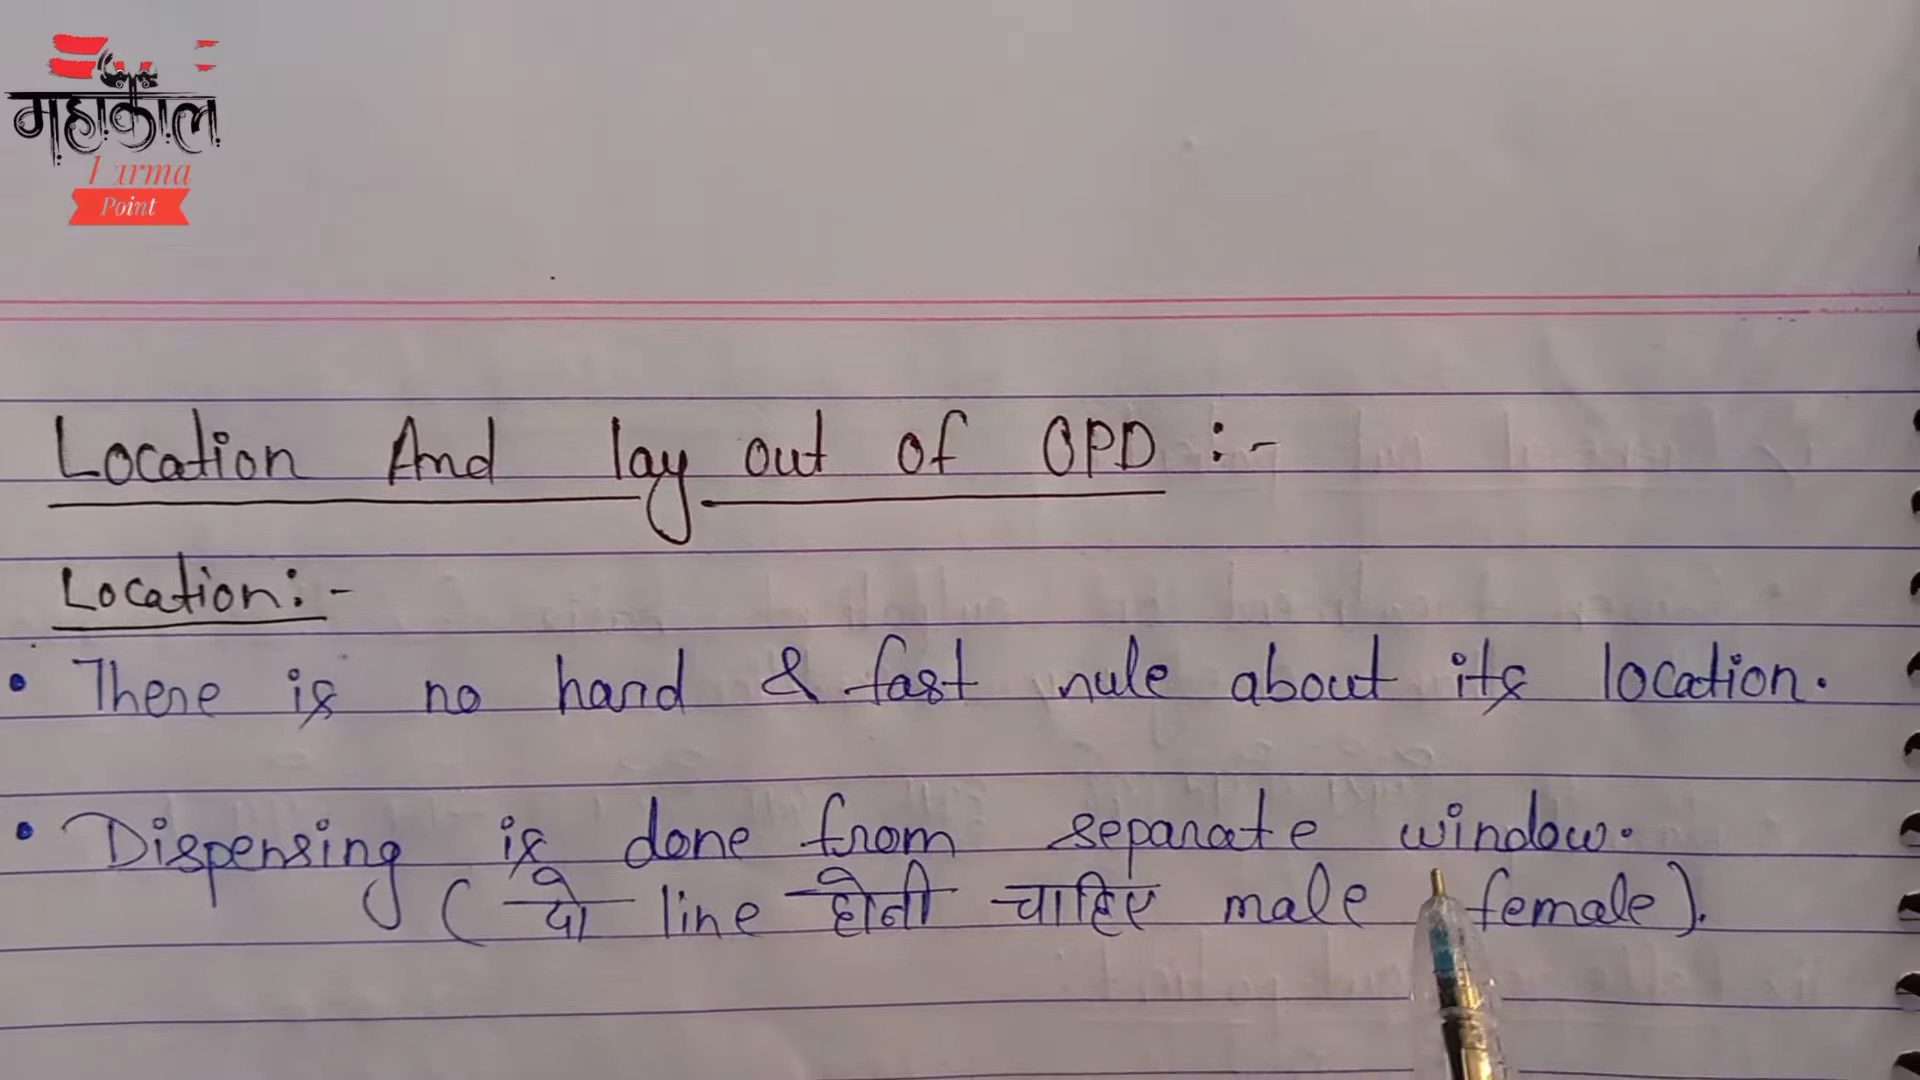 महाकाल
Point
Location And lay out of OPD :-
Location:-
• There is no hard & fast rule about its location.
• Dispensing is done from separate window.
( दो line होनी चाहिए male female).